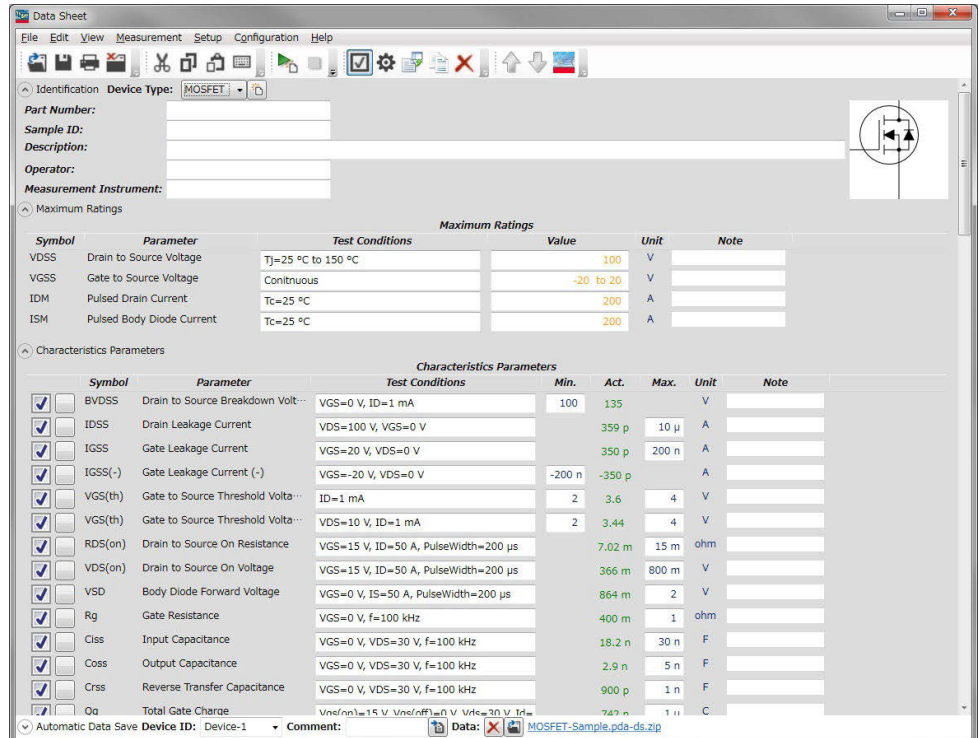 Data Sheet
File Edit View Measurement Setup Configuration Help
Identification Device Type: MOSFET
Part Number:
Sample ID:
Description:
Operator:
Measurement Instrument:
Maximum Ratings
Maximum Ratings
Symbol Parameter Test Conditions Value Unit Note
VDSS Drain to Source Voltage Tj=25 °C to 150 °C 100 V
VGSS Gate to Source Voltage Conitnuous -20 to 20 V
IDM Pulsed Drain Current Tc=25 °C 200 A
ISM Pulsed Body Diode Current Tc=25 °C 200 A
Characteristics Parameters
Characteristics Parameters
Symbol Parameter Test Conditions Min. Act. Max. Unit Note
BVDSS Drain to Source Breakdown Volt··· VGS=0 V, ID=1 mA 100 135 V
IDSS Drain Leakage Current VDS=100 V, VGS=0 V 359 p 10 µ A
IGSS Gate Leakage Current VGS=20 V, VDS=0 V 350 p 200 n A
IGSS(-) Gate Leakage Current (-) VGS=-20 V, VDS=0 V -200 n -350 p A
VGS(th) Gate to Source Threshold Volta··· ID=1 mA 2 3.6 4 V
VGS(th) Gate to Source Threshold Volta··· VDS=10 V, ID=1 mA 2 3.44 4 V
RDS(on) Drain to Source On Resistance VGS=15 V, ID=50 A, PulseWidth=200 µs 7.02 m 15 m ohm
VDS(on) Drain to Source On Voltage VGS=15 V, ID=50 A, PulseWidth=200 µs 366 m 800 m V
VSD Body Diode Forward Voltage VGS=0 V, IS=50 A, PulseWidth=200 µs 864 m 2 V
Rg Gate Resistance VGS=0 V, f=100 kHz 400 m 1 ohm
Ciss Input Capacitance VGS=0 V, VDS=30 V, f=100 kHz 18.2 n 30 n F
Coss Output Capacitance VGS=0 V, VDS=30 V, f=100 kHz 2.9 n 5 n F
Crss Reverse Transfer Capacitance VGS=0 V, VDS=30 V, f=100 kHz 900 p 1 n F
Qg Total Gate Charge Vgs(on)=15 V, Vgs(off)=0 V, Vds=30 V, Id= 742 n 1 µ C
Automatic Data Save Device ID: Device-1 Comment: Data: MOSFET-Sample.pda-ds.zip